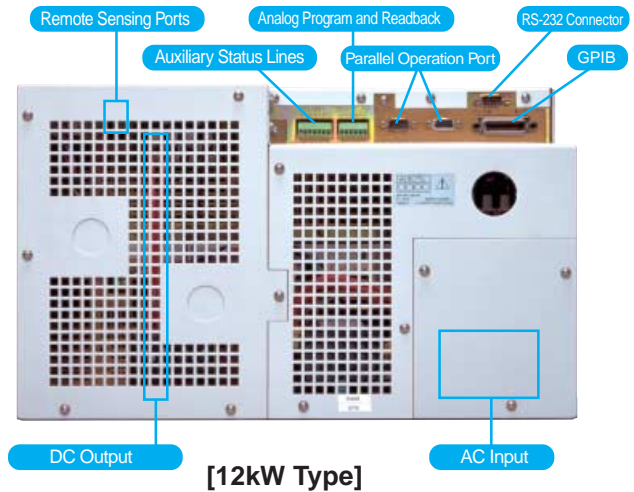 Remote Sensing Ports
Analog Program and Readback
RS-232 Connector
Auxiliary Status Lines
Parallel Operation Port
GPIB
DC Output
AC Input
[12kW Type]